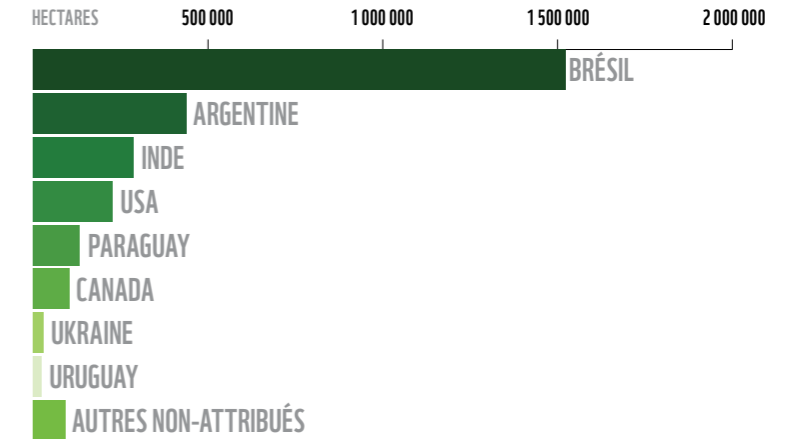 HECTARES 500 000 1 000 000 1 500 000 2 000 000
BRÉSIL
ARGENTINE
INDE
USA
PARAGUAY
CANADA
UKRAINE
URUGUAY
AUTRES NON-ATTRIBUÉS